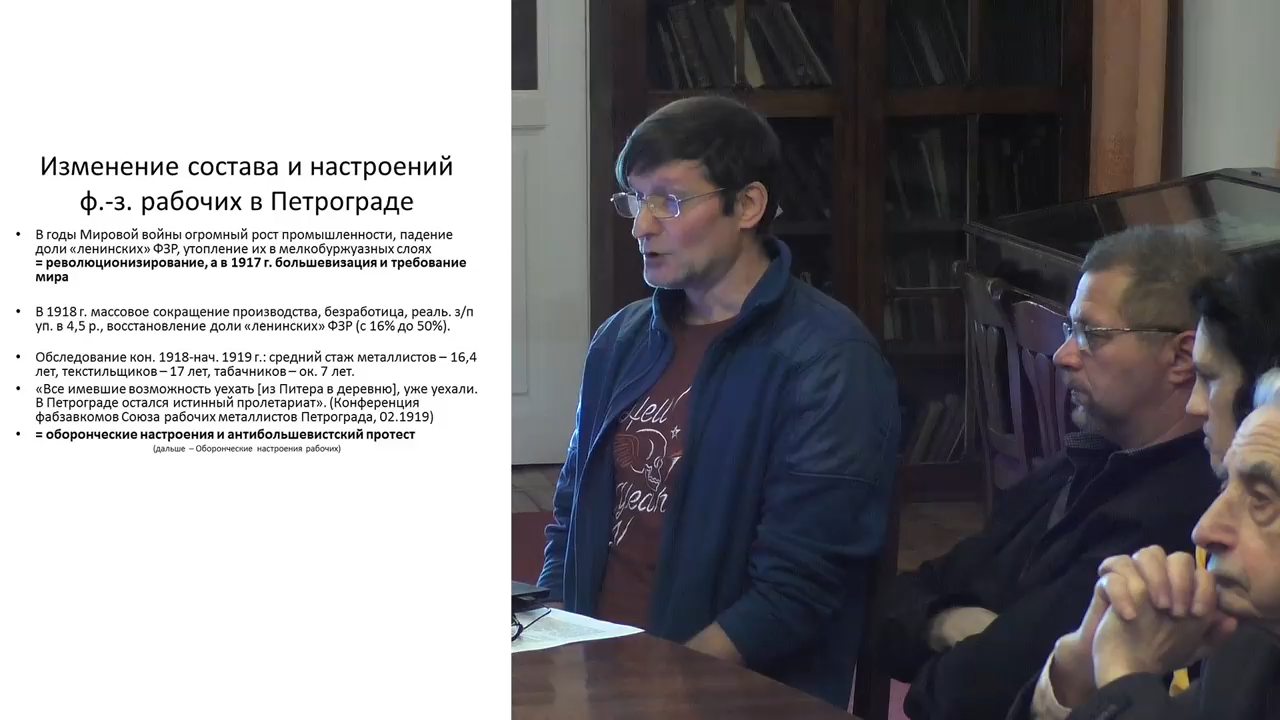 Изменение состава и настроений
ф.-з. рабочих в Петрограде
• В годы Мировой войны огромный рост промышленности, падение
доли «ленинских» ФЗР, утопление их в мелкобуржуазных слоях
= революционизирование, а в 1917 г. большевизация и требование
мира
• В 1918 г. массовое сокращение производства, безработица, реаль. з/п
уп. в 4,5 р., восстановление доли «ленинских» ФЗР (с 16% до 50%).
• Обследование кон. 1918-нач. 1919 г.: средний стаж металлистов – 16,4
лет, текстильщиков – 17 лет, табачников – ок. 7 лет.
• «Все имевшие возможность уехать [из Питера в деревню], уже уехали.
В Петрограде остался истинный пролетариат». (Конференция
фабзавкомов Союза рабочих металлистов Петрограда, 02.1919)
• = оборонческие настроения и антибольшевистский протест
(дальше – Оборонческие настроения рабочих)
Hell
Yeah